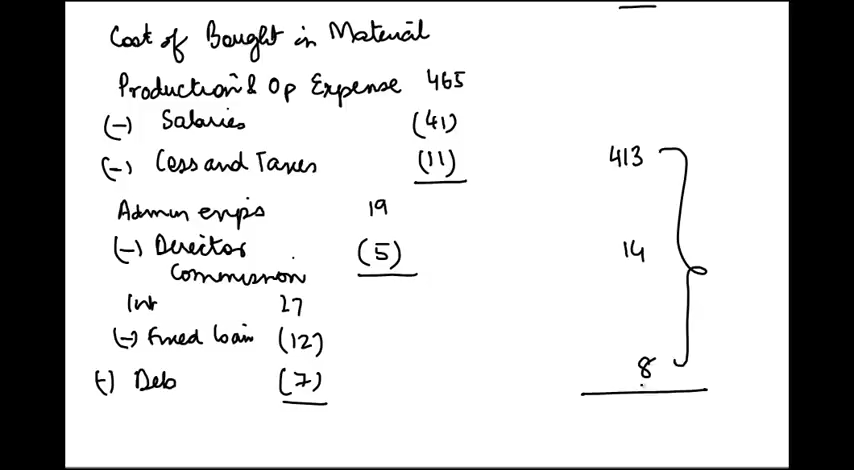 Cost of Bought in Material
Production & Op Expense 465
(-) Salaries (41)
(-) Cess and Taxes (11) 413
Admin exps 19
(-) Director (5) 14
Commission
Int 27
(-) Fixed loan (12)
(-) Deb (7) 8